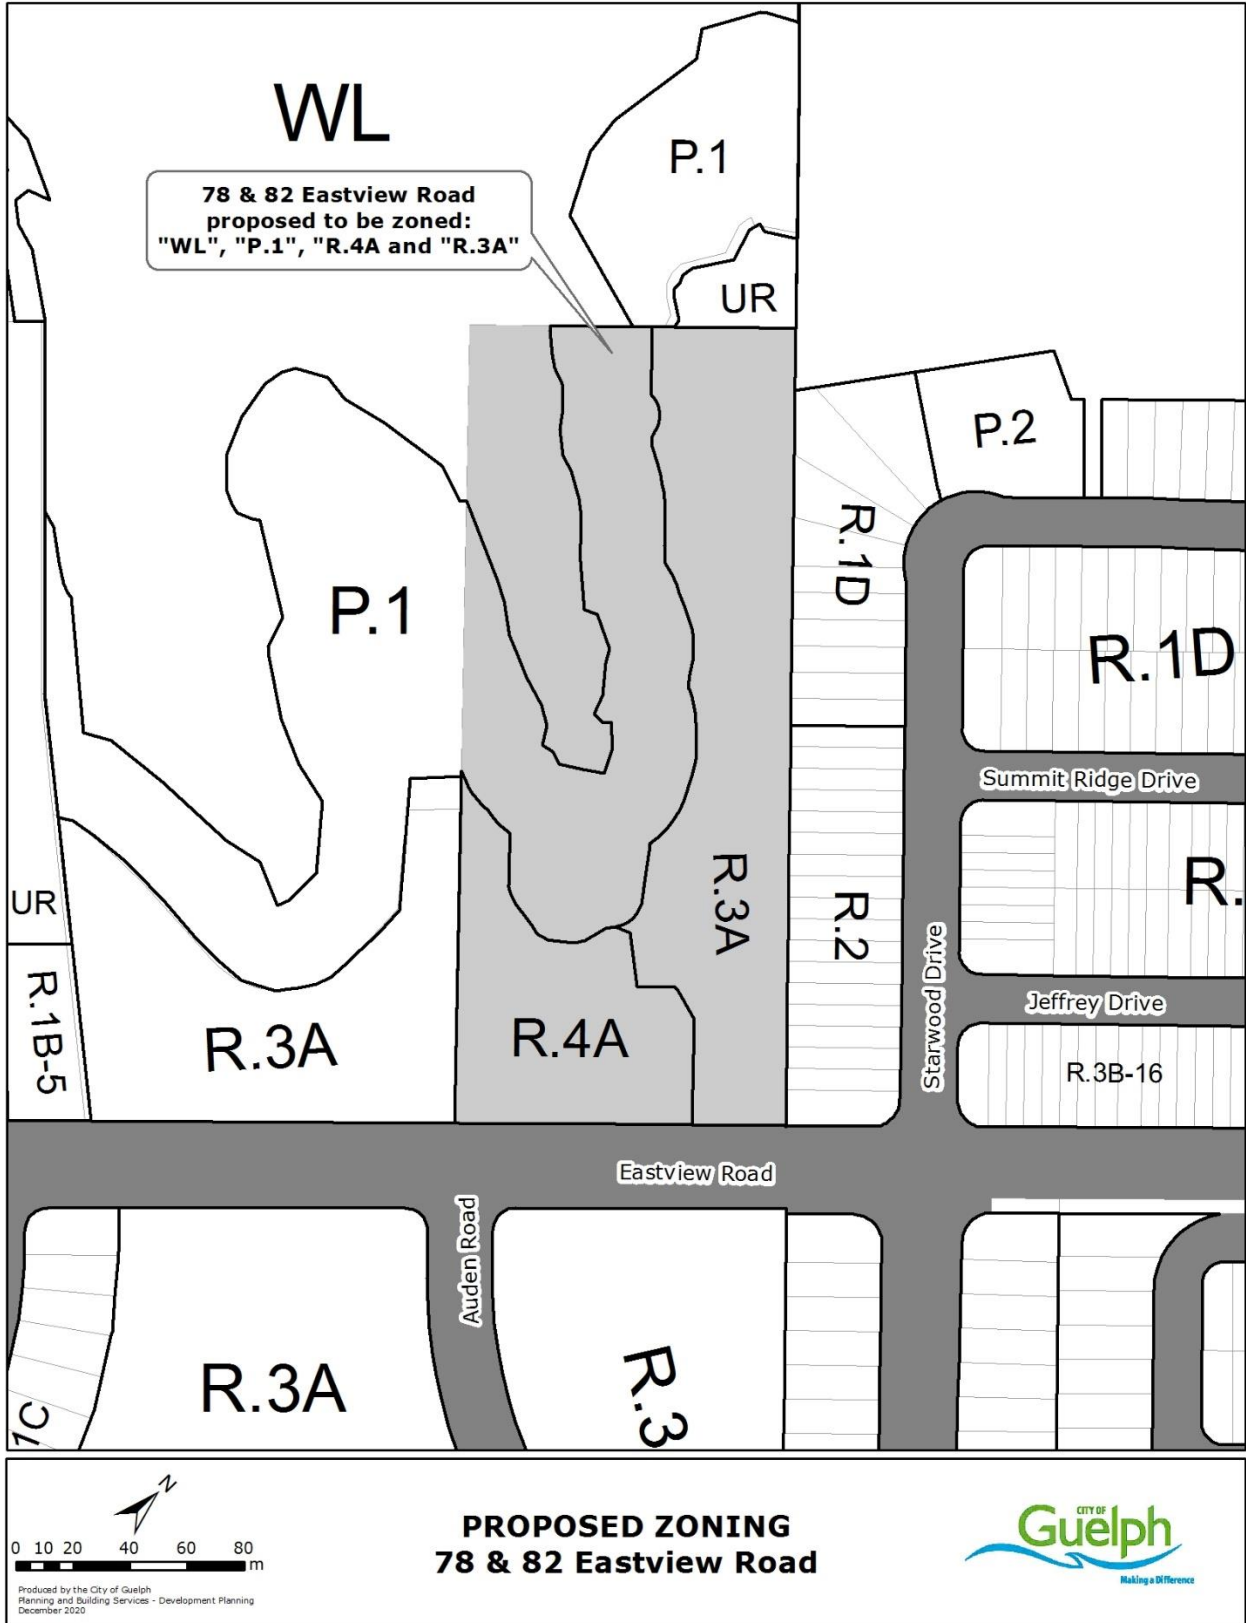 WL
P.1
78 & 82 Eastview Road
proposed to be zoned:
"WL", "P.1", "R.4A and "R.3A"
UR
P.2
R.1D
P.1
R.1D
Summit Ridge Drive
R.3A
R.2
R.
UR
Starwood Drive
Jeffrey Drive
R.1B-5
R.3A
R.4A
R.3B-16
Eastview Road
Auden Road
R.3A
R.3
1C
N
0 10 20 40 60 80
m
Produced by the City of Guelph
Planning and Building Services - Development Planning
December 2020
PROPOSED ZONING
78 & 82 Eastview Road
CITY OF
Guelph
Making a Difference